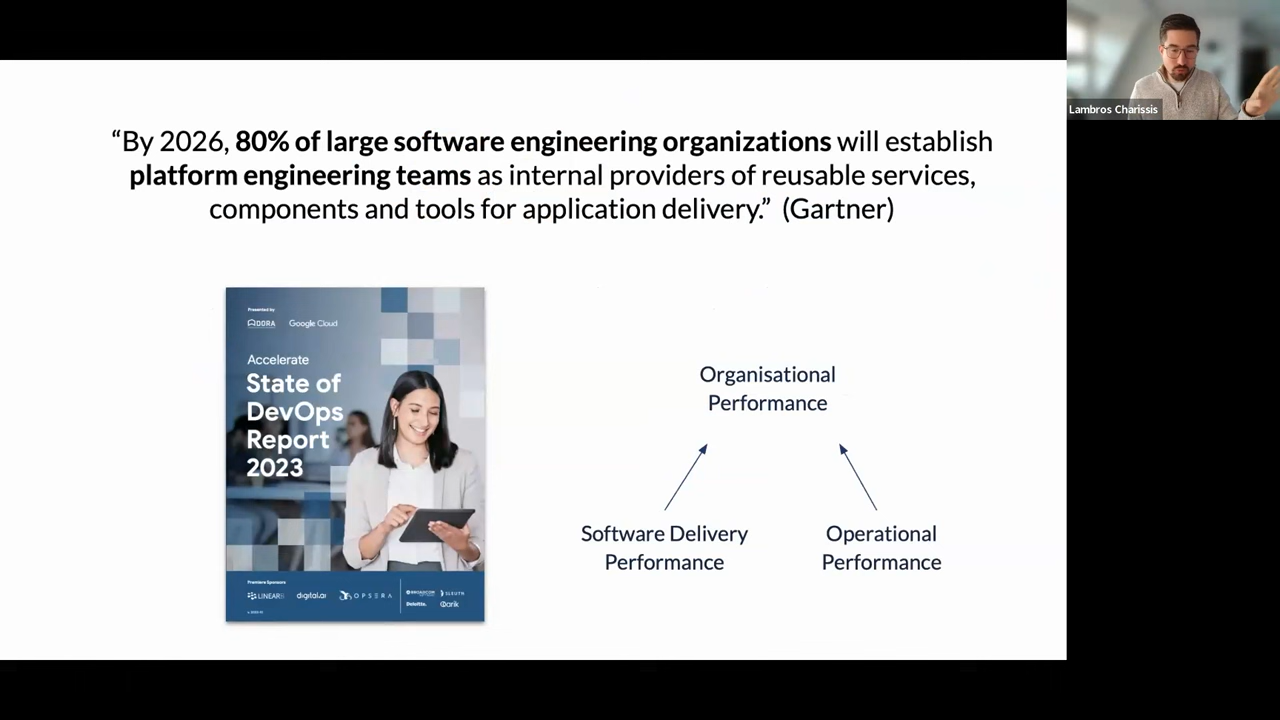 Lambros Charissis
“By 2026, 80% of large software engineering organizations will establish
platform engineering teams as internal providers of reusable services,
components and tools for application delivery.” (Gartner)
Presented by
DORA Google Cloud
Accelerate
State of
DevOps
Report
2023
Premiere Sponsors
LINEARB digital.ai OPSERA
BROADCOM SLEUTH
Deloitte.
Organisational
Performance
Software Delivery
Performance
Operational
Performance